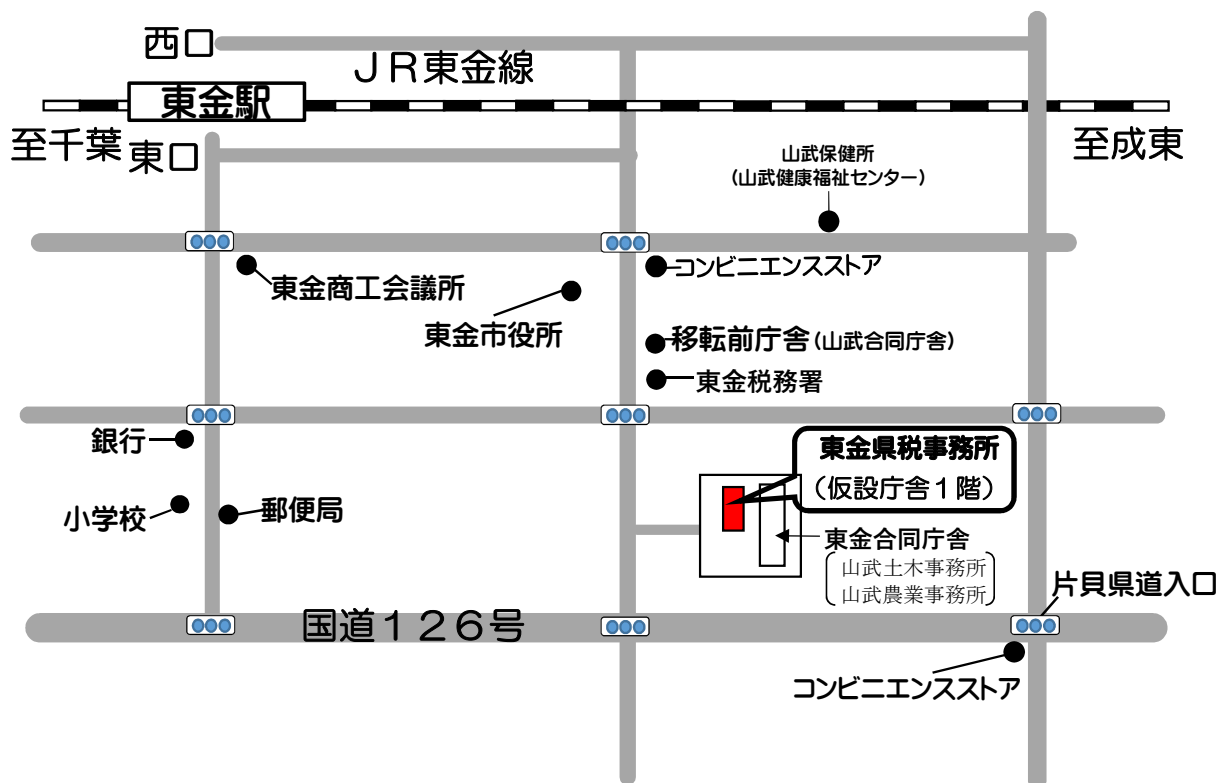 西口
ＪＲ東金線
東金駅
至千葉
東口
至成東
山武保健所
（山武健康福祉センター）
コンビニエンスストア
東金商工会議所
東金市役所
移転前庁舎（山武合同庁舎）
東金税務署
銀行
東金県税事務所
（仮設庁舎１階）
小学校
郵便局
東金合同庁舎
山武土木事務所
山武農業事務所
片貝県道入口
国道１２６号
コンビニエンスストア